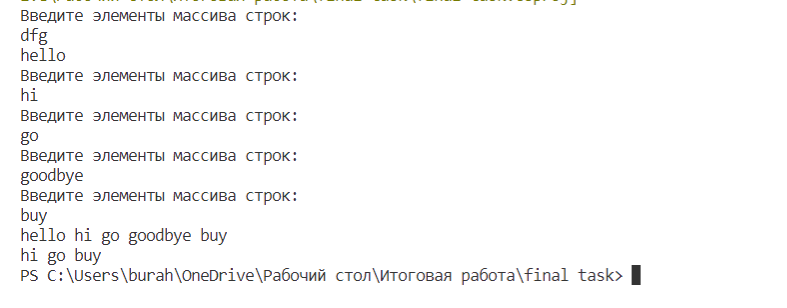 Введите элементы массива строк:
dfg
hello
Введите элементы массива строк:
hi
Введите элементы массива строк:
go
Введите элементы массива строк:
goodbye
Введите элементы массива строк:
buy
hello hi go goodbye buy
hi go buy
PS C:\Users\burah\OneDrive\Рабочий стол\Итоговая работа\final task>